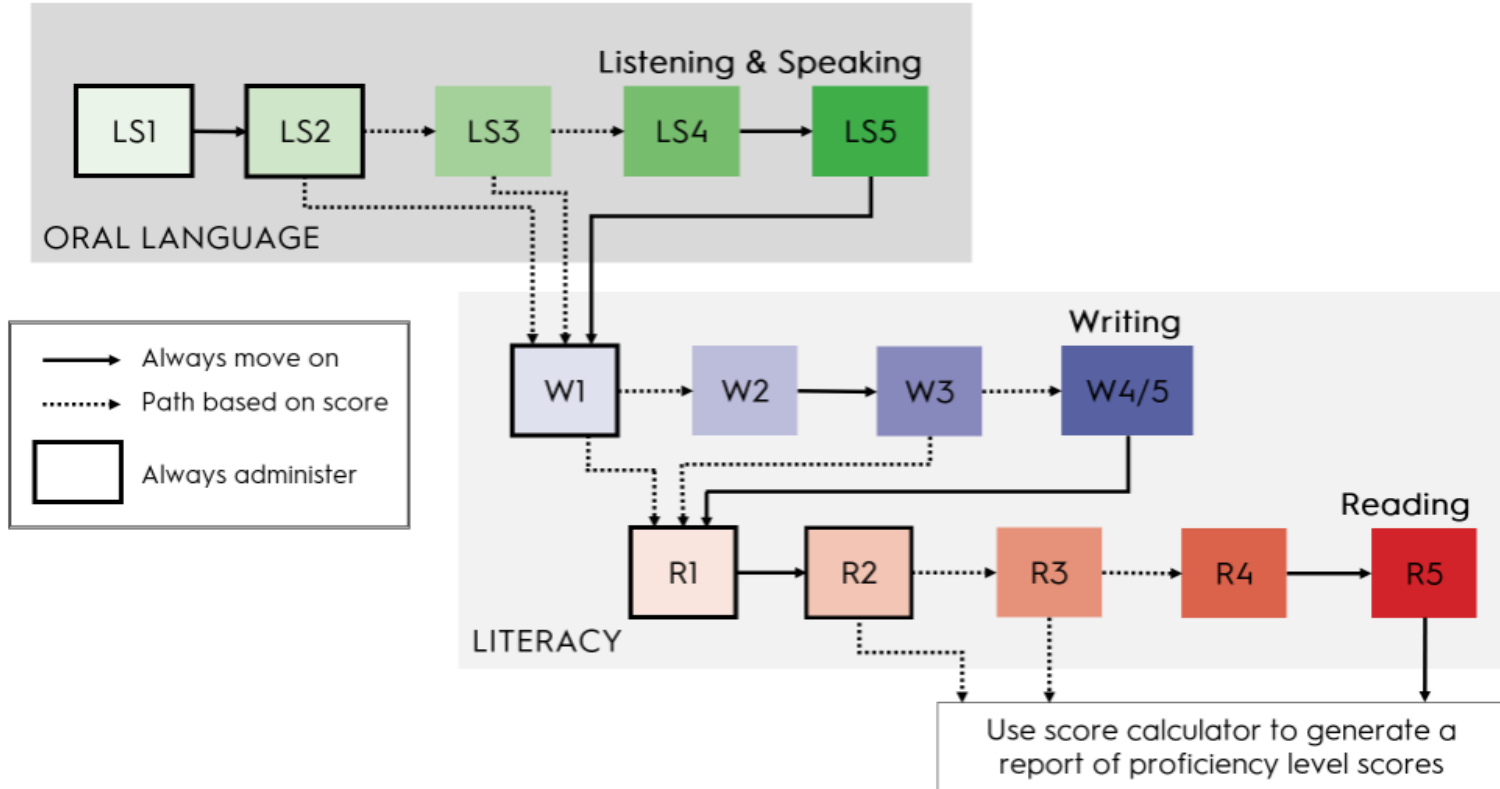 Listening & Speaking
LS1
LS2
LS3
LS4
LS5
ORAL LANGUAGE
Always move on
Path based on score
Always administer
Writing
W1
W2
W3
W4/5
Reading
R1
R2
R3
R4
R5
LITERACY
Use score calculator to generate a
report of proficiency level scores